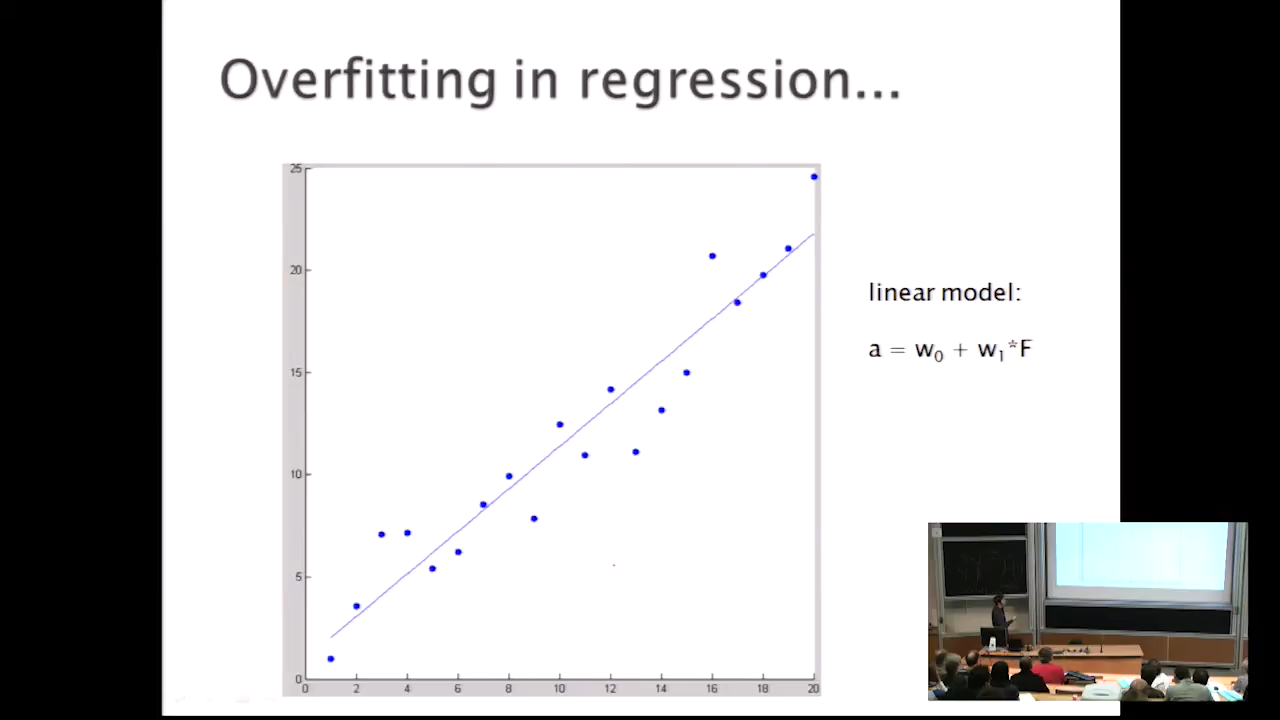 Overfitting in regression...
25
20
15
10
5
0
0 2 4 6 8 10 12 14 16 18 20
linear model:
a = w₀ + w₁*F